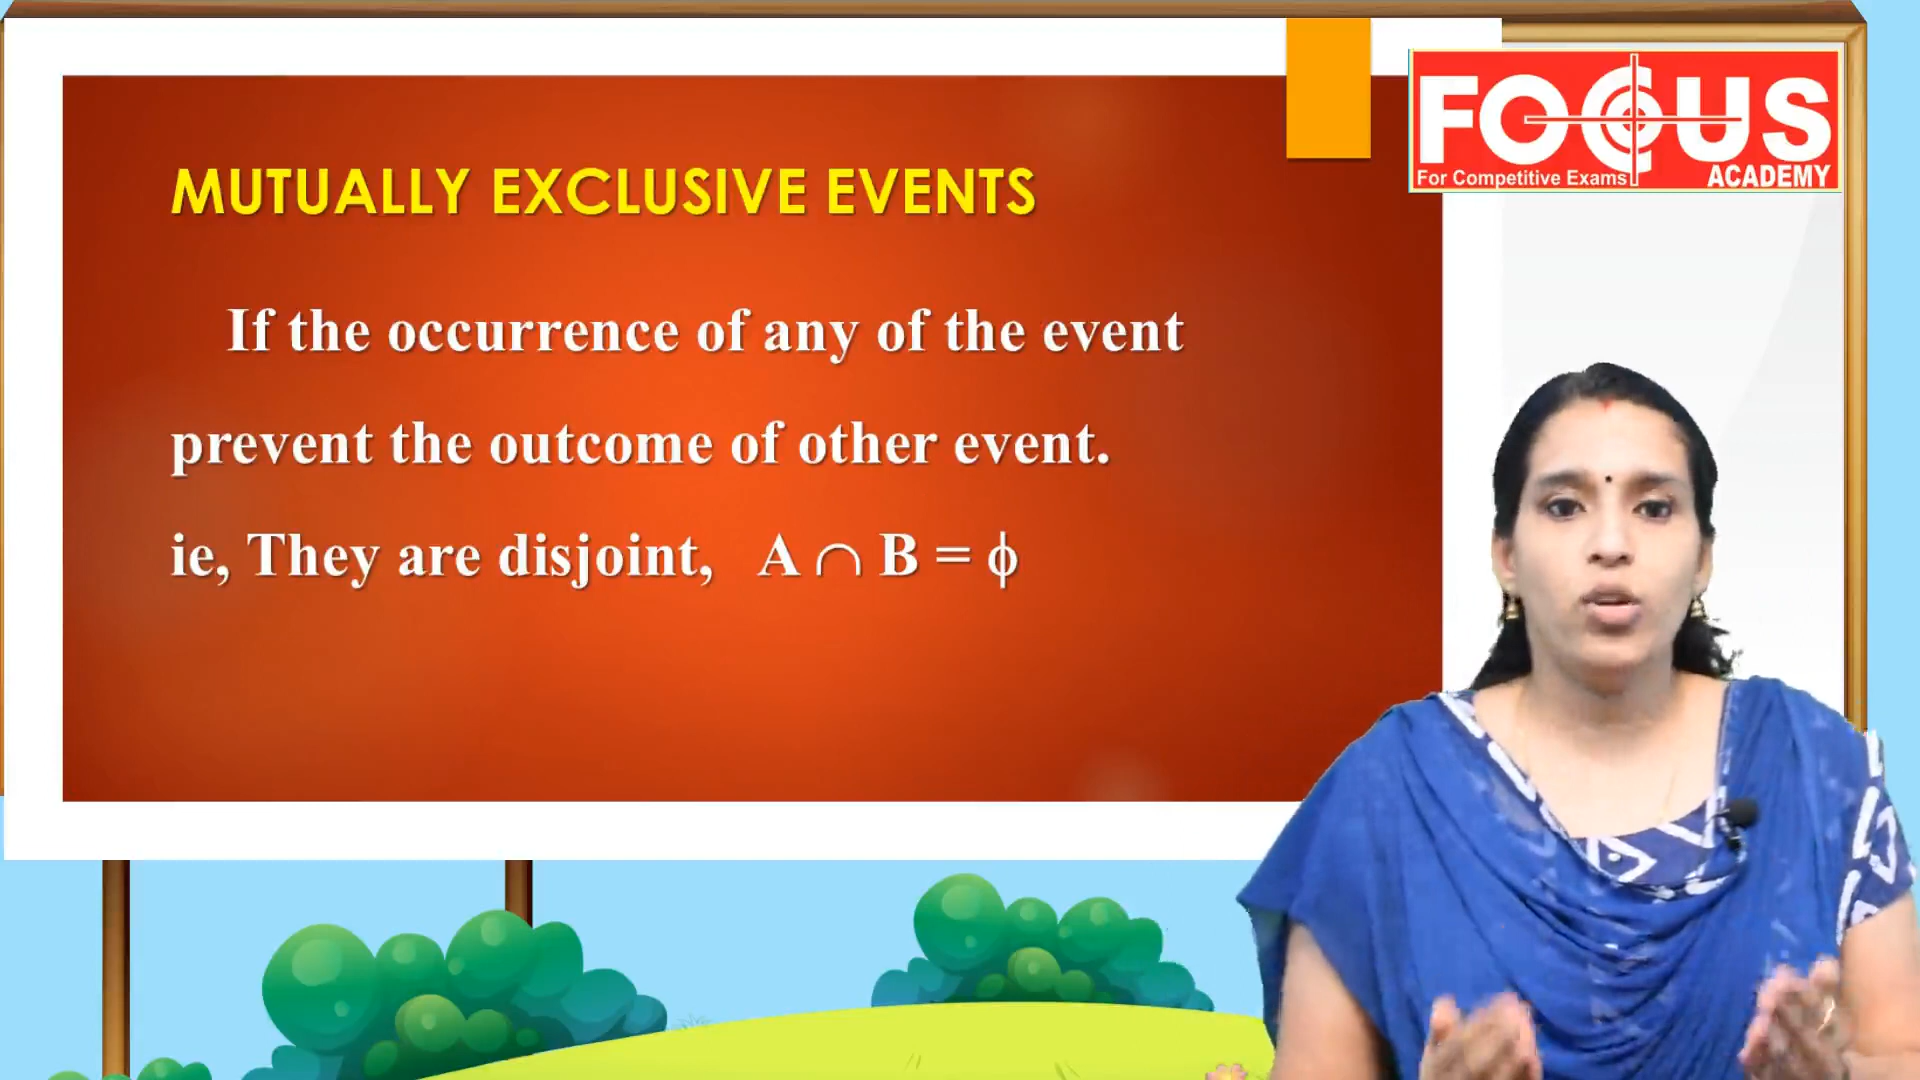 FOCUS
For Competitive Exams ACADEMY
MUTUALLY EXCLUSIVE EVENTS
If the occurrence of any of the event
prevent the outcome of other event.
ie, They are disjoint, A ∩ B = ϕ